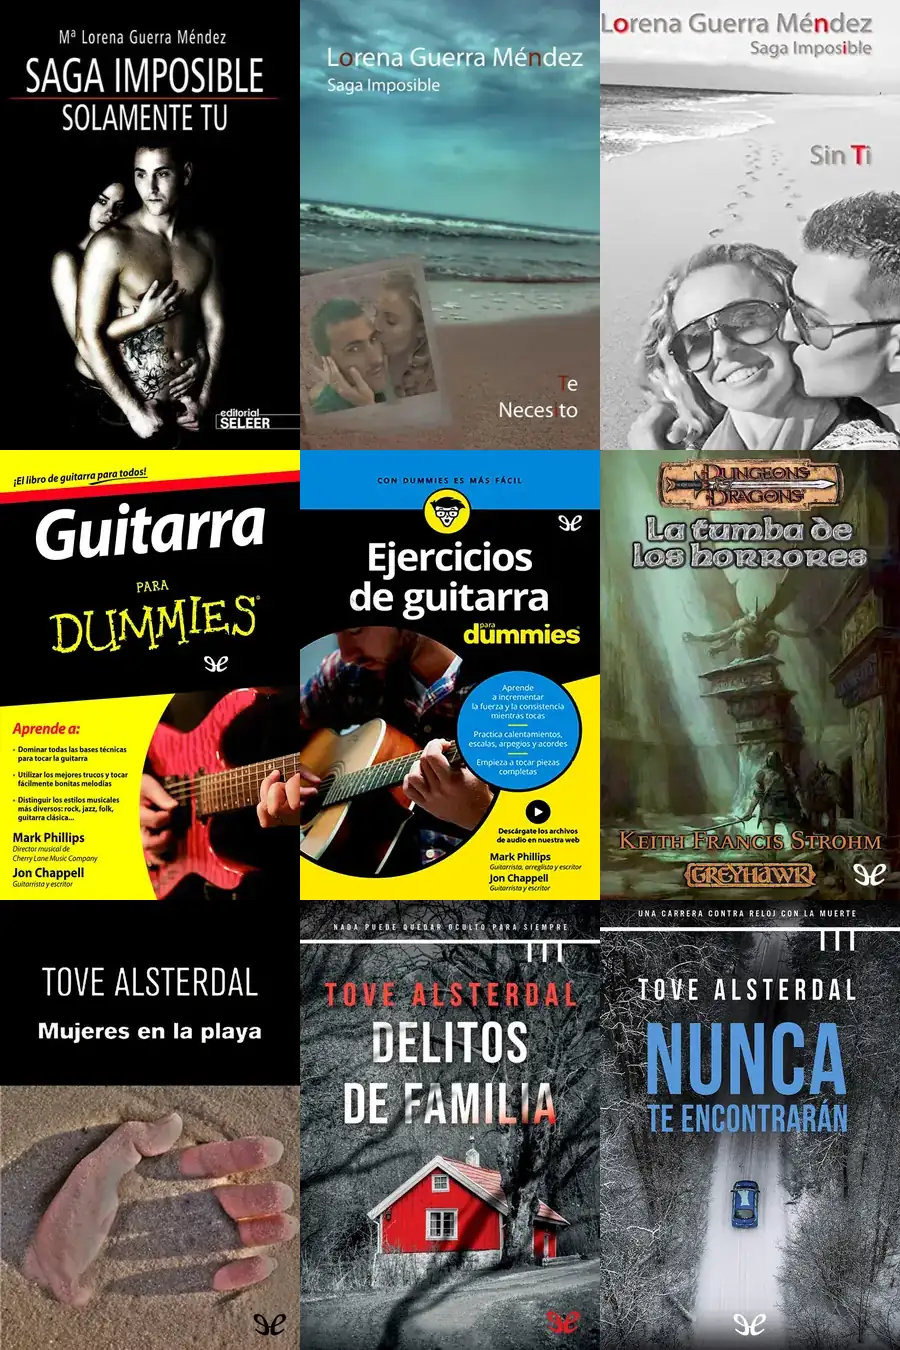 Mª Lorena Guerra Méndez
SAGA IMPOSIBLE
SOLAMENTE TU
editorial
SELEER
Lorena Guerra Méndez
Saga Imposible
Te
Necesito
Lorena Guerra Méndez
Saga Imposible
Sin Ti
¡El libro de guitarra para todos!
Guitarra
PARA
DUMMIES
Aprende a:
• Dominar todas las bases técnicas
para tocar la guitarra
• Utilizar los mejores trucos y tocar
fácilmente bonitas melodías
• Distinguir los estilos musicales
más diversos: rock, jazz, folk,
guitarra clásica...
Mark Phillips
Director musical de
Cherry Lane Music Company
Jon Chappell
Guitarrista y escritor
CON DUMMIES ES MÁS FÁCIL
Ejercicios
de guitarra
para
dummies
Aprende
a incrementar
la fuerza y la consistencia
mientras tocas
Practica calentamientos,
escalas, arpegios y acordes
Empieza a tocar piezas
completas
Descárgate los archivos
de audio en nuestra web
Mark Phillips
Guitarrista, arreglista y escritor
Jon Chappell
Guitarrista y escritor
DUNGEONS
DRAGONS
La tumba de
los horrores
KEITH FRANCIS STROHM
GREYHAWK
TOVE ALSTERDAL
Mujeres en la playa
NADA PUEDE QUEDAR OCULTO PARA SIEMPRE
TOVE ALSTERDAL
DELITOS
DE FAMILIA
UNA CARRERA CONTRA RELOJ CON LA MUERTE
TOVE ALSTERDAL
NUNCA
TE ENCONTRARÁN